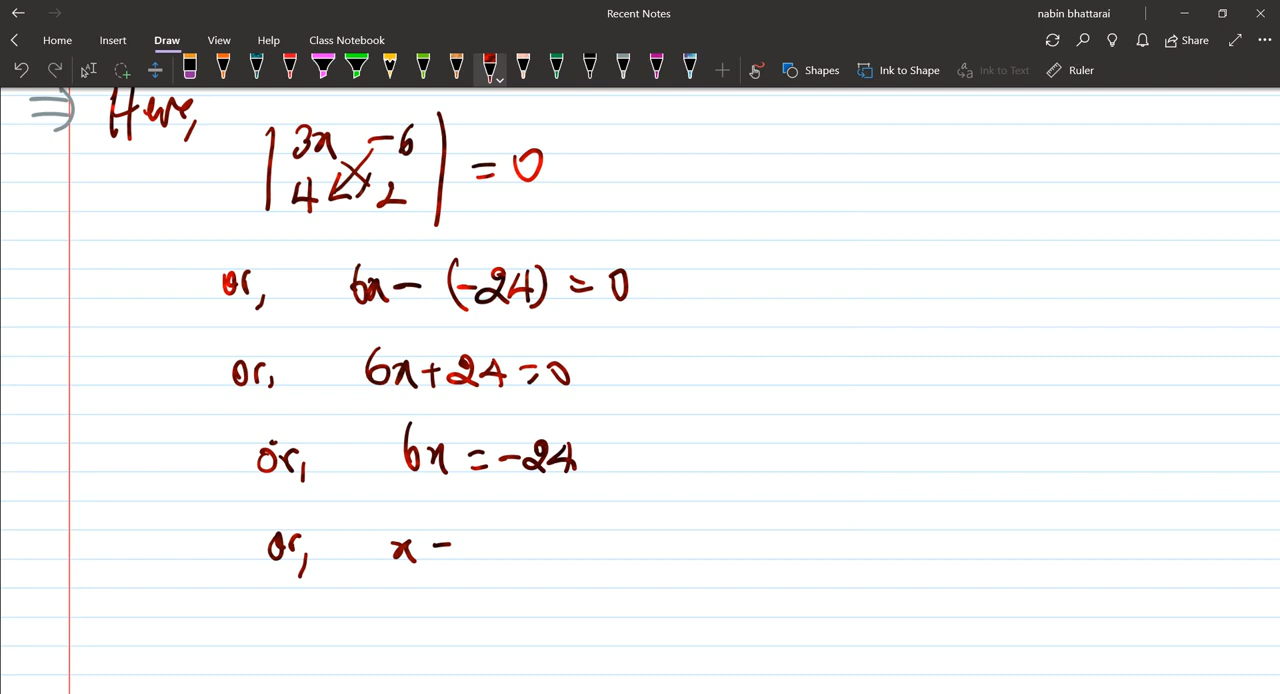 Recent Notes
nabin bhattarai
Home Insert Draw View Help Class Notebook
Share
Shapes Ink to Shape Ink to Text Ruler
⇒ Here,
| 3x -6 |
| 4 2 | = 0
or, 6x - (-24) = 0
or, 6x + 24 = 0
or, 6x = -24
or, x -